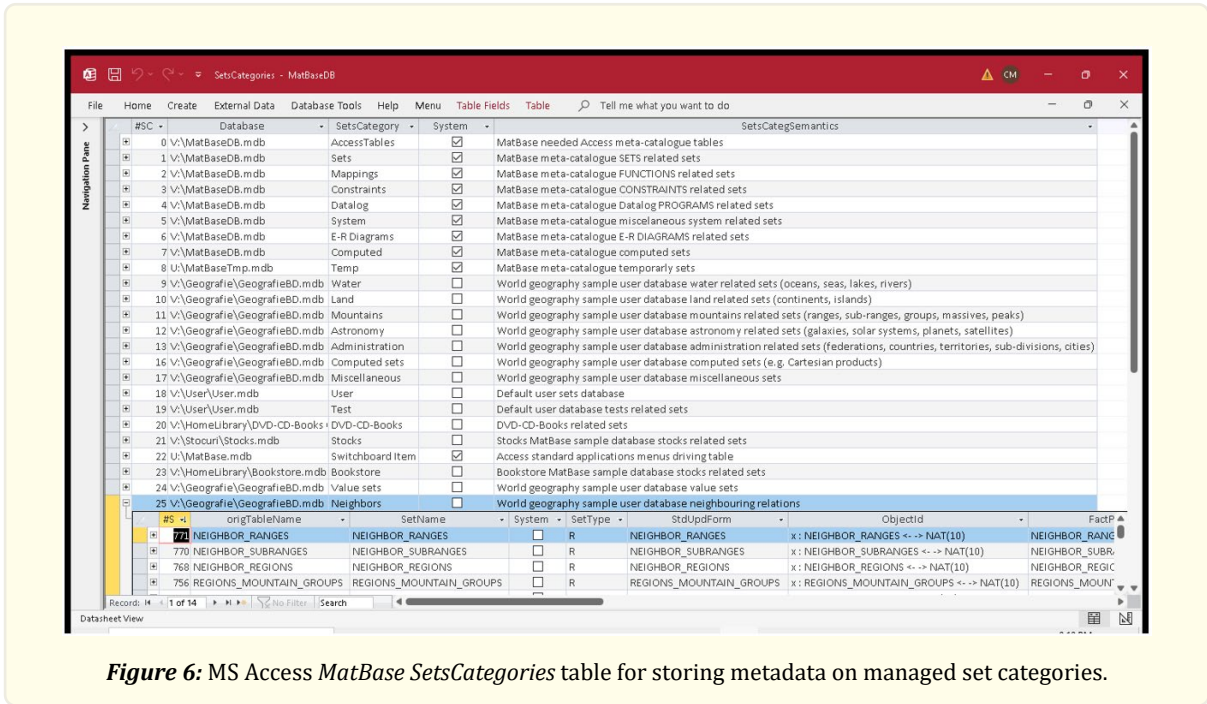 SetsCategories - MatBaseDB CM
File Home Create External Data Database Tools Help Menu Table Fields Table Tell me what you want to do
Navigation Pane
#SC Database SetsCategory System SetsCategSemantics
0 V:\MatBaseDB.mdb AccessTables MatBase needed Access meta-catalogue tables
1 V:\MatBaseDB.mdb Sets MatBase meta-catalogue SETS related sets
2 V:\MatBaseDB.mdb Mappings MatBase meta-catalogue FUNCTIONS related sets
3 V:\MatBaseDB.mdb Constraints MatBase meta-catalogue CONSTRAINTS related sets
4 V:\MatBaseDB.mdb Datalog MatBase meta-catalogue Datalog PROGRAMS related sets
5 V:\MatBaseDB.mdb System MatBase meta-catalogue miscelaneous system related sets
6 V:\MatBaseDB.mdb E-R Diagrams MatBase meta-catalogue E-R DIAGRAMS related sets
7 V:\MatBaseDB.mdb Computed MatBase meta-catalogue computed sets
8 U:\MatBaseTmp.mdb Temp MatBase meta-catalogue temporarly sets
9 V:\Geografie\GeografieBD.mdb Water World geography sample user database water related sets (oceans, seas, lakes, rivers)
10 V:\Geografie\GeografieBD.mdb Land World geography sample user database land related sets (continents, islands)
11 V:\Geografie\GeografieBD.mdb Mountains World geography sample user database mountains related sets (ranges, sub-ranges, groups, massives, peaks)
12 V:\Geografie\GeografieBD.mdb Astronomy World geography sample user database astronomy related sets (galaxies, solar systems, planets, satellites)
13 V:\Geografie\GeografieBD.mdb Administration World geography sample user database administration related sets (federations, countries, territories, sub-divisions, cities)
16 V:\Geografie\GeografieBD.mdb Computed sets World geography sample user database computed sets (e.g. Cartesian products)
17 V:\Geografie\GeografieBD.mdb Miscellaneous World geography sample user database miscellaneous sets
18 V:\User\User.mdb User Default user sets database
19 V:\User\User.mdb Test Default user database tests related sets
20 V:\HomeLibrary\DVD-CD-Books DVD-CD-Books DVD-CD-Books related sets
21 V:\Stocuri\Stocks.mdb Stocks Stocks MatBase sample database stocks related sets
22 U:\MatBase.mdb Switchboard Item Access standard applications menus driving table
23 V:\HomeLibrary\Bookstore.mdb Bookstore Bookstore MatBase sample database stocks related sets
24 V:\Geografie\GeografieBD.mdb Value sets World geography sample user database value sets
25 V:\Geografie\GeografieBD.mdb Neighbors World geography sample user database neighbouring relations
#S origTableName SetName System SetType StdUpdForm ObjectId FactP
771 NEIGHBOR_RANGES NEIGHBOR_RANGES R NEIGHBOR_RANGES x : NEIGHBOR_RANGES <- -> NAT(10) NEIGHBOR_RANG
770 NEIGHBOR_SUBRANGES NEIGHBOR_SUBRANGES R NEIGHBOR_SUBRANGES x : NEIGHBOR_SUBRANGES <- -> NAT(10) NEIGHBOR_SUBR
768 NEIGHBOR_REGIONS NEIGHBOR_REGIONS R NEIGHBOR_REGIONS x : NEIGHBOR_REGIONS <- -> NAT(10) NEIGHBOR_REGIC
756 REGIONS_MOUNTAIN_GROUPS REGIONS_MOUNTAIN_GROUPS R REGIONS_MOUNTAIN_GROUPS x : REGIONS_MOUNTAIN_GROUPS <- -> NAT(10) REGIONS_MOUN
Record: 1 of 14 No Filter Search
Datasheet View
Figure 6: MS Access MatBase SetsCategories table for storing metadata on managed set categories.